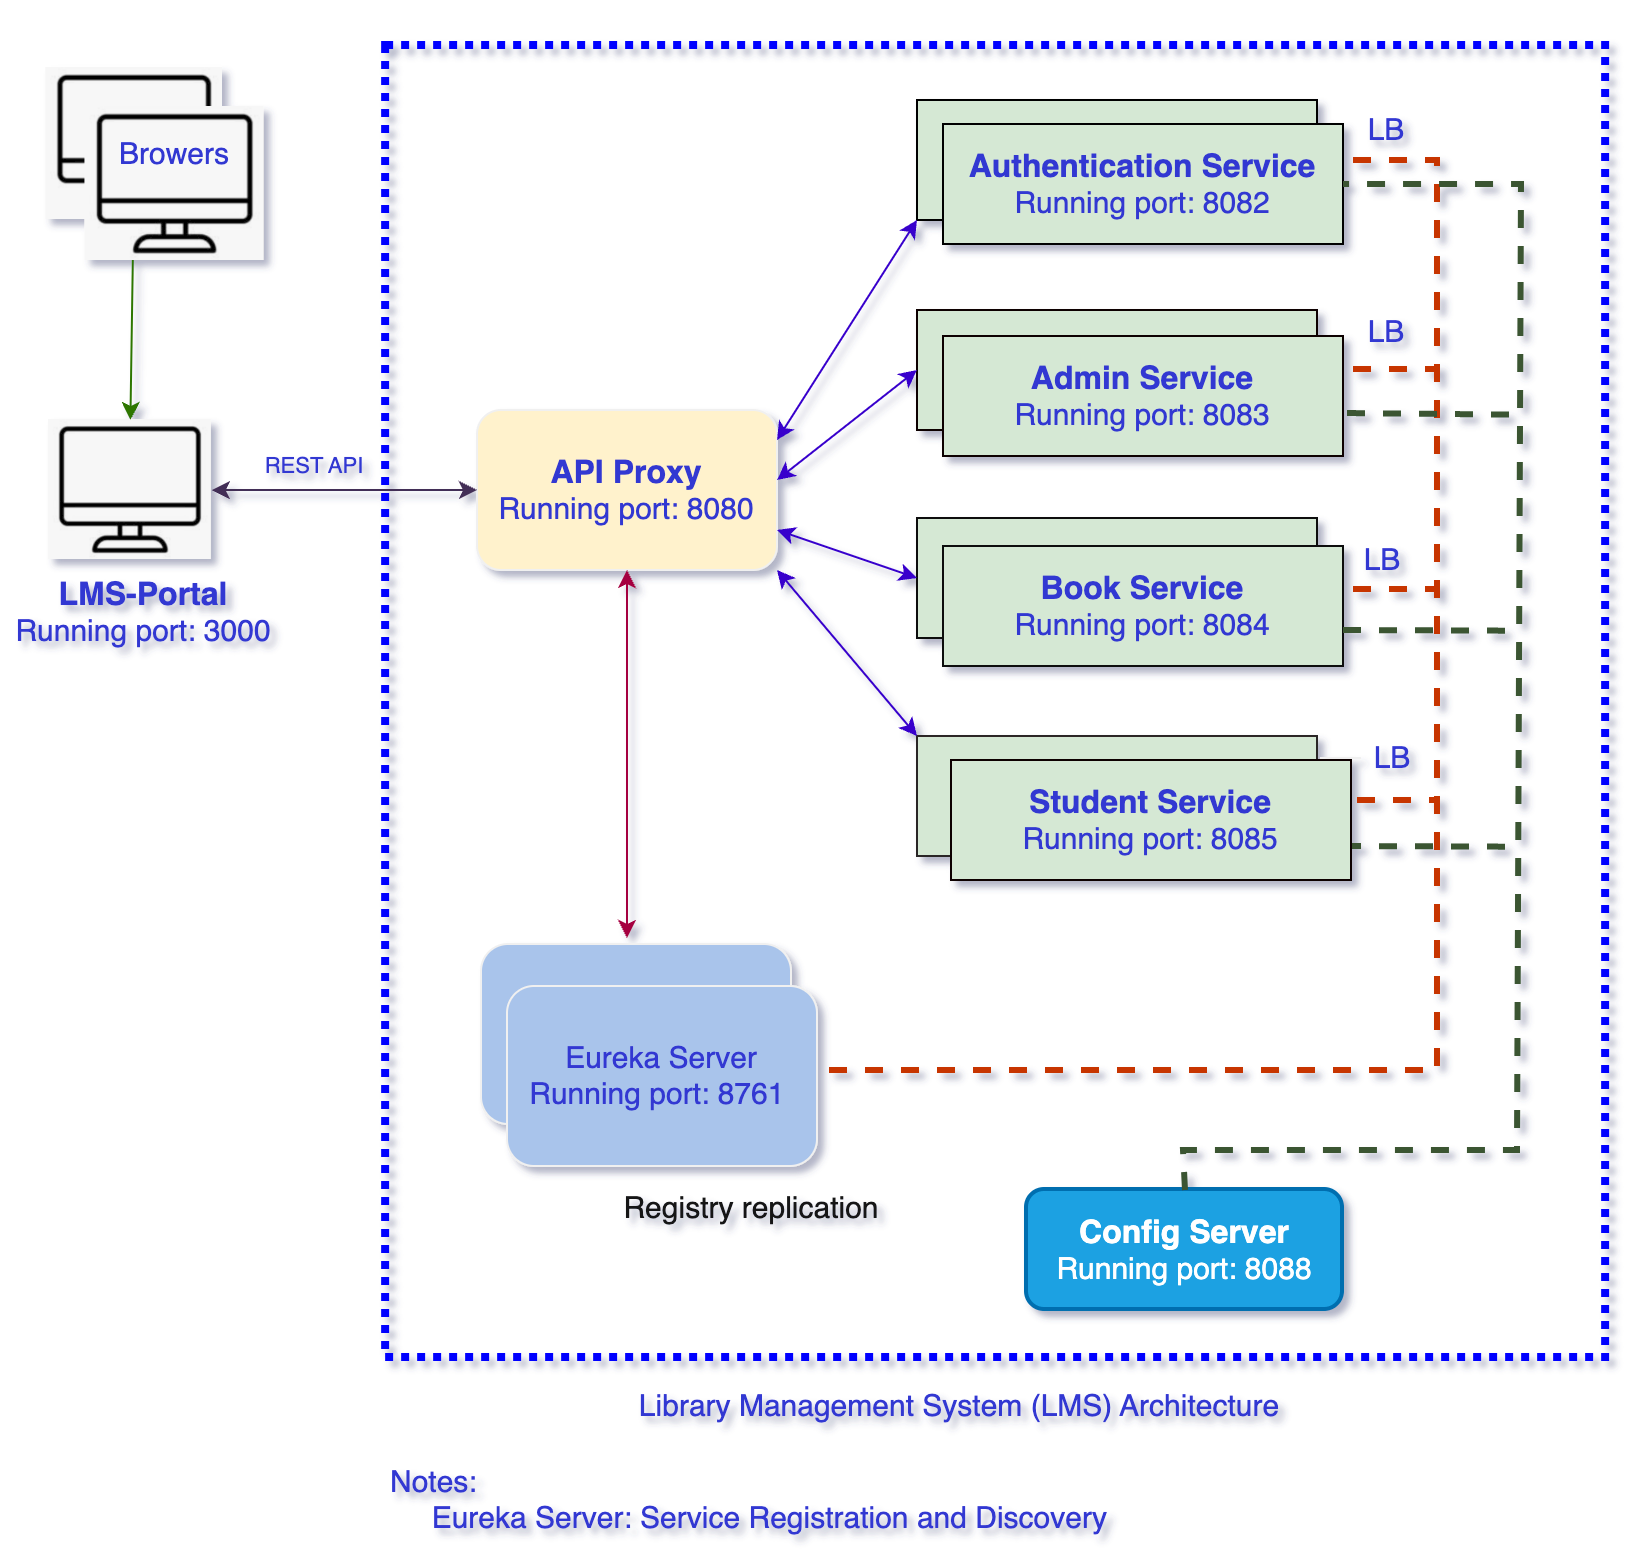 Browers
LMS-Portal
Running port: 3000
REST API
API Proxy
Running port: 8080
Authentication Service
Running port: 8082
LB
Admin Service
Running port: 8083
LB
Book Service
Running port: 8084
LB
Student Service
Running port: 8085
LB
Eureka Server
Running port: 8761
Registry replication
Config Server
Running port: 8088
Library Management System (LMS) Architecture
Notes:
Eureka Server: Service Registration and Discovery